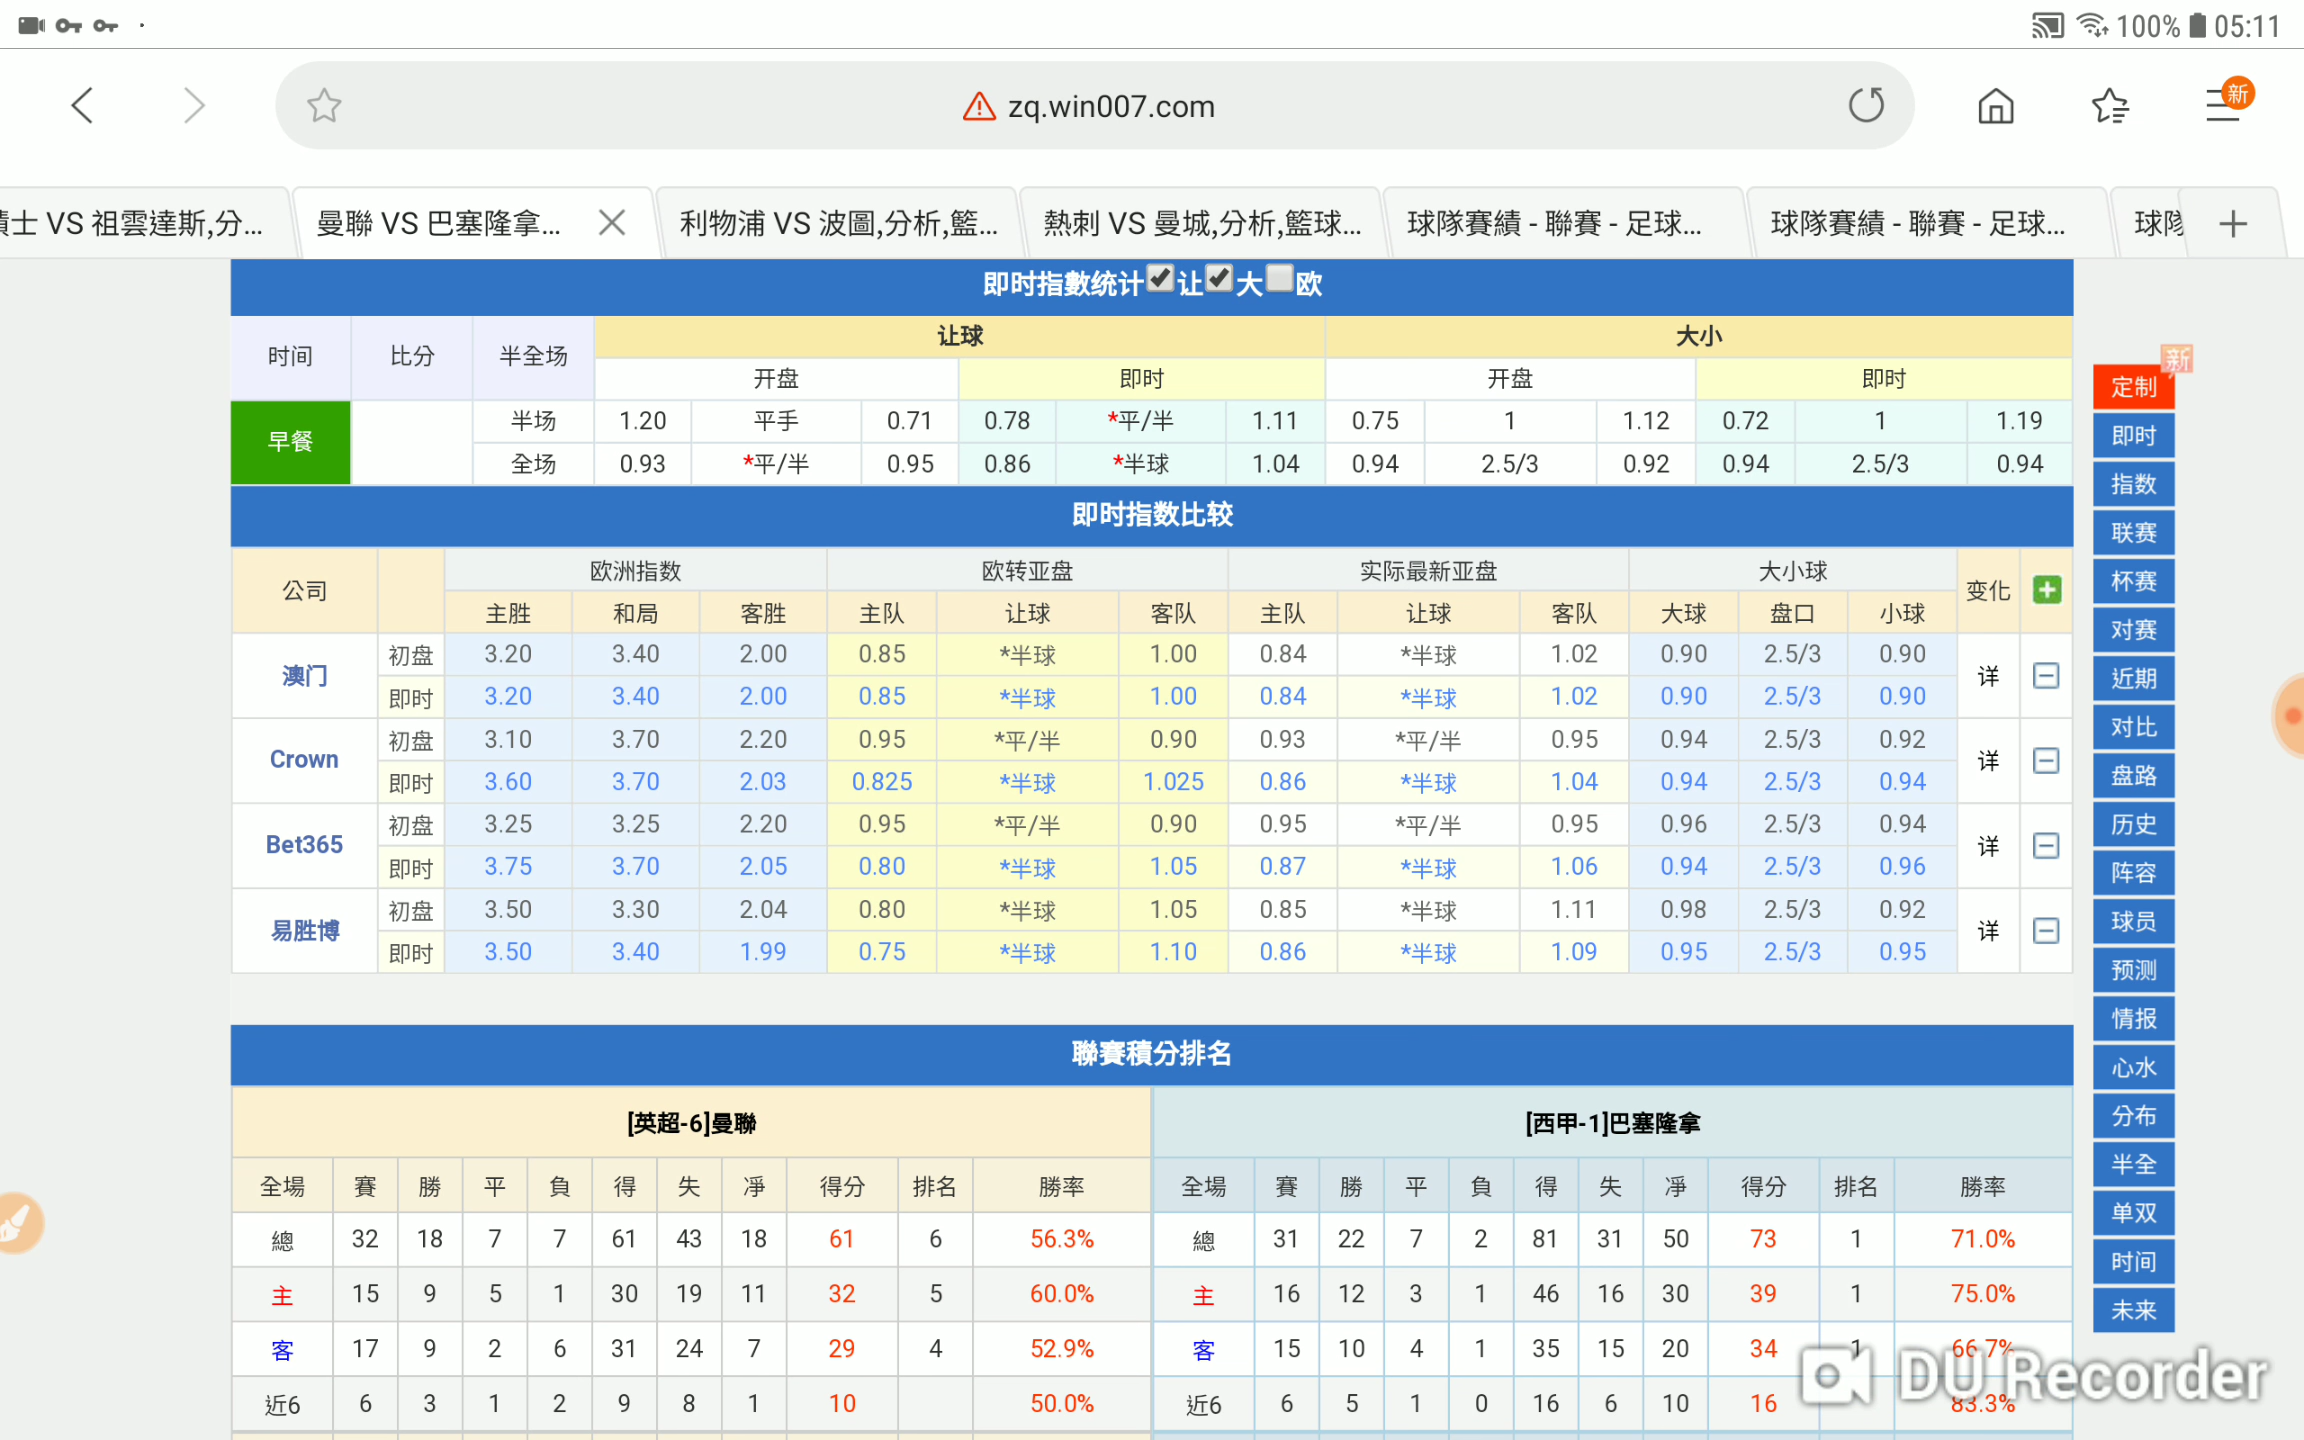 100% 05:11
zq.win007.com
新
VS 祖雲達斯,分...
曼聯 VS 巴塞隆拿...
利物浦 VS 波圖,分析,籃...
熱刺 VS 曼城,分析,籃球...
球隊賽績 - 聯賽 - 足球...
球隊賽績 - 聯賽 - 足球...
球隊
即时指數统计 让 大 欧
时间 比分 半全场 让球 大小
开盘 即时 开盘 即时
早餐 半场 1.20 平手 0.71 0.78 *平/半 1.11 0.75 1 1.12 0.72 1 1.19
全场 0.93 *平/半 0.95 0.86 *半球 1.04 0.94 2.5/3 0.92 0.94 2.5/3 0.94
即时指数比较
公司 欧洲指数 欧转亚盘 实际最新亚盘 大小球 变化
主胜 和局 客胜 主队 让球 客队 主队 让球 客队 大球 盘口 小球
澳门 初盘 3.20 3.40 2.00 0.85 *半球 1.00 0.84 *半球 1.02 0.90 2.5/3 0.90 详
即时 3.20 3.40 2.00 0.85 *半球 1.00 0.84 *半球 1.02 0.90 2.5/3 0.90
Crown 初盘 3.10 3.70 2.20 0.95 *平/半 0.90 0.93 *平/半 0.95 0.94 2.5/3 0.92 详
即时 3.60 3.70 2.03 0.825 *半球 1.025 0.86 *半球 1.04 0.94 2.5/3 0.94
Bet365 初盘 3.25 3.25 2.20 0.95 *平/半 0.90 0.95 *平/半 0.95 0.96 2.5/3 0.94 详
即时 3.75 3.70 2.05 0.80 *半球 1.05 0.87 *半球 1.06 0.94 2.5/3 0.96
易胜博 初盘 3.50 3.30 2.04 0.80 *半球 1.05 0.85 *半球 1.11 0.98 2.5/3 0.92 详
即时 3.50 3.40 1.99 0.75 *半球 1.10 0.86 *半球 1.09 0.95 2.5/3 0.95
聯賽積分排名
[英超-6]曼聯
全場 賽 勝 平 負 得 失 淨 得分 排名 勝率
總 32 18 7 7 61 43 18 61 6 56.3%
主 15 9 5 1 30 19 11 32 5 60.0%
客 17 9 2 6 31 24 7 29 4 52.9%
近6 6 3 1 2 9 8 1 10 50.0%
[西甲-1]巴塞隆拿
全場 賽 勝 平 負 得 失 淨 得分 排名 勝率
總 31 22 7 2 81 31 50 73 1 71.0%
主 16 12 3 1 46 16 30 39 1 75.0%
客 15 10 4 1 35 15 20 34 1 66.7%
近6 6 5 1 0 16 6 10 16 83.3%
新
定制
即时
指数
联赛
杯赛
对赛
近期
对比
盘路
历史
阵容
球员
预测
情报
心水
分布
半全
单双
时间
未来
DU Recorder